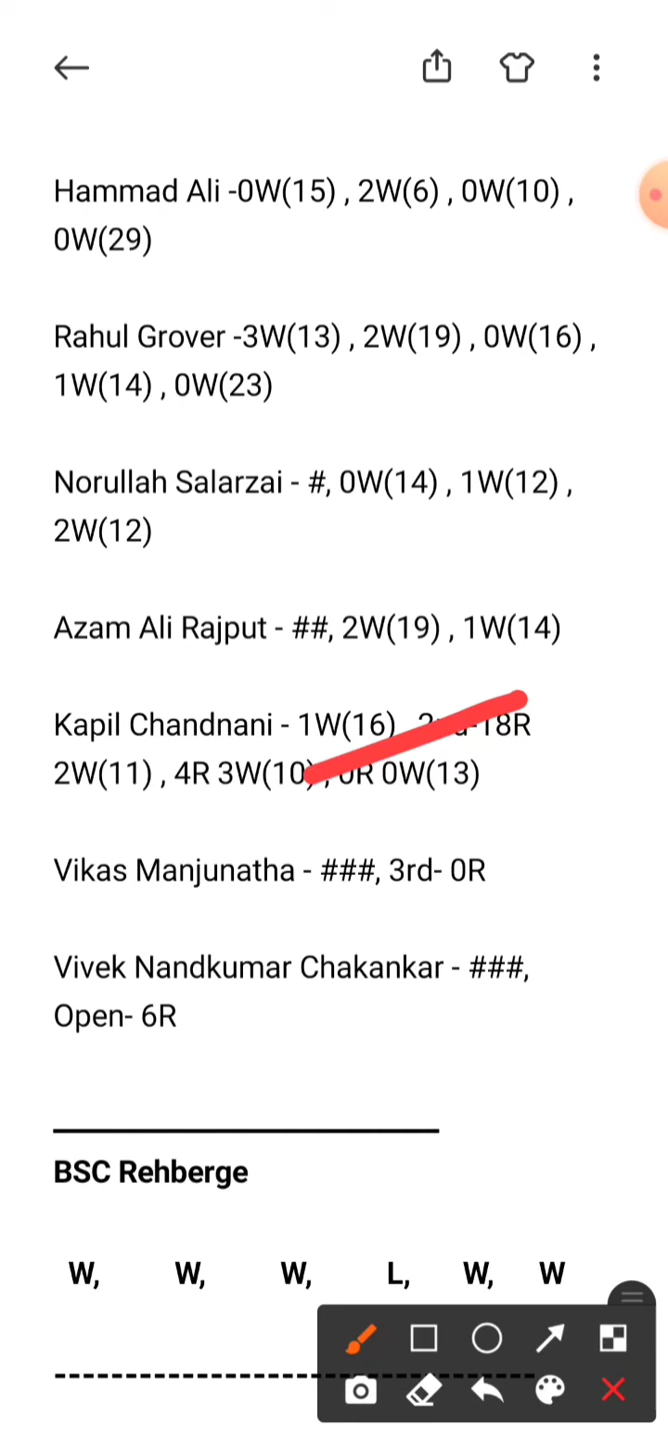 Hammad Ali -0W(15) , 2W(6) , 0W(10) ,
0W(29)
Rahul Grover -3W(13) , 2W(19) , 0W(16) ,
1W(14) , 0W(23)
Norullah Salarzai - #, 0W(14) , 1W(12) ,
2W(12)
Azam Ali Rajput - ##, 2W(19) , 1W(14)
Kapil Chandnani - 1W(16) 18R
2W(11) , 4R 3W(10) , 0R 0W(13)
Vikas Manjunatha - ###, 3rd- 0R
Vivek Nandkumar Chakankar - ###,
Open- 6R
BSC Rehberge
W, W, W, L, W, W